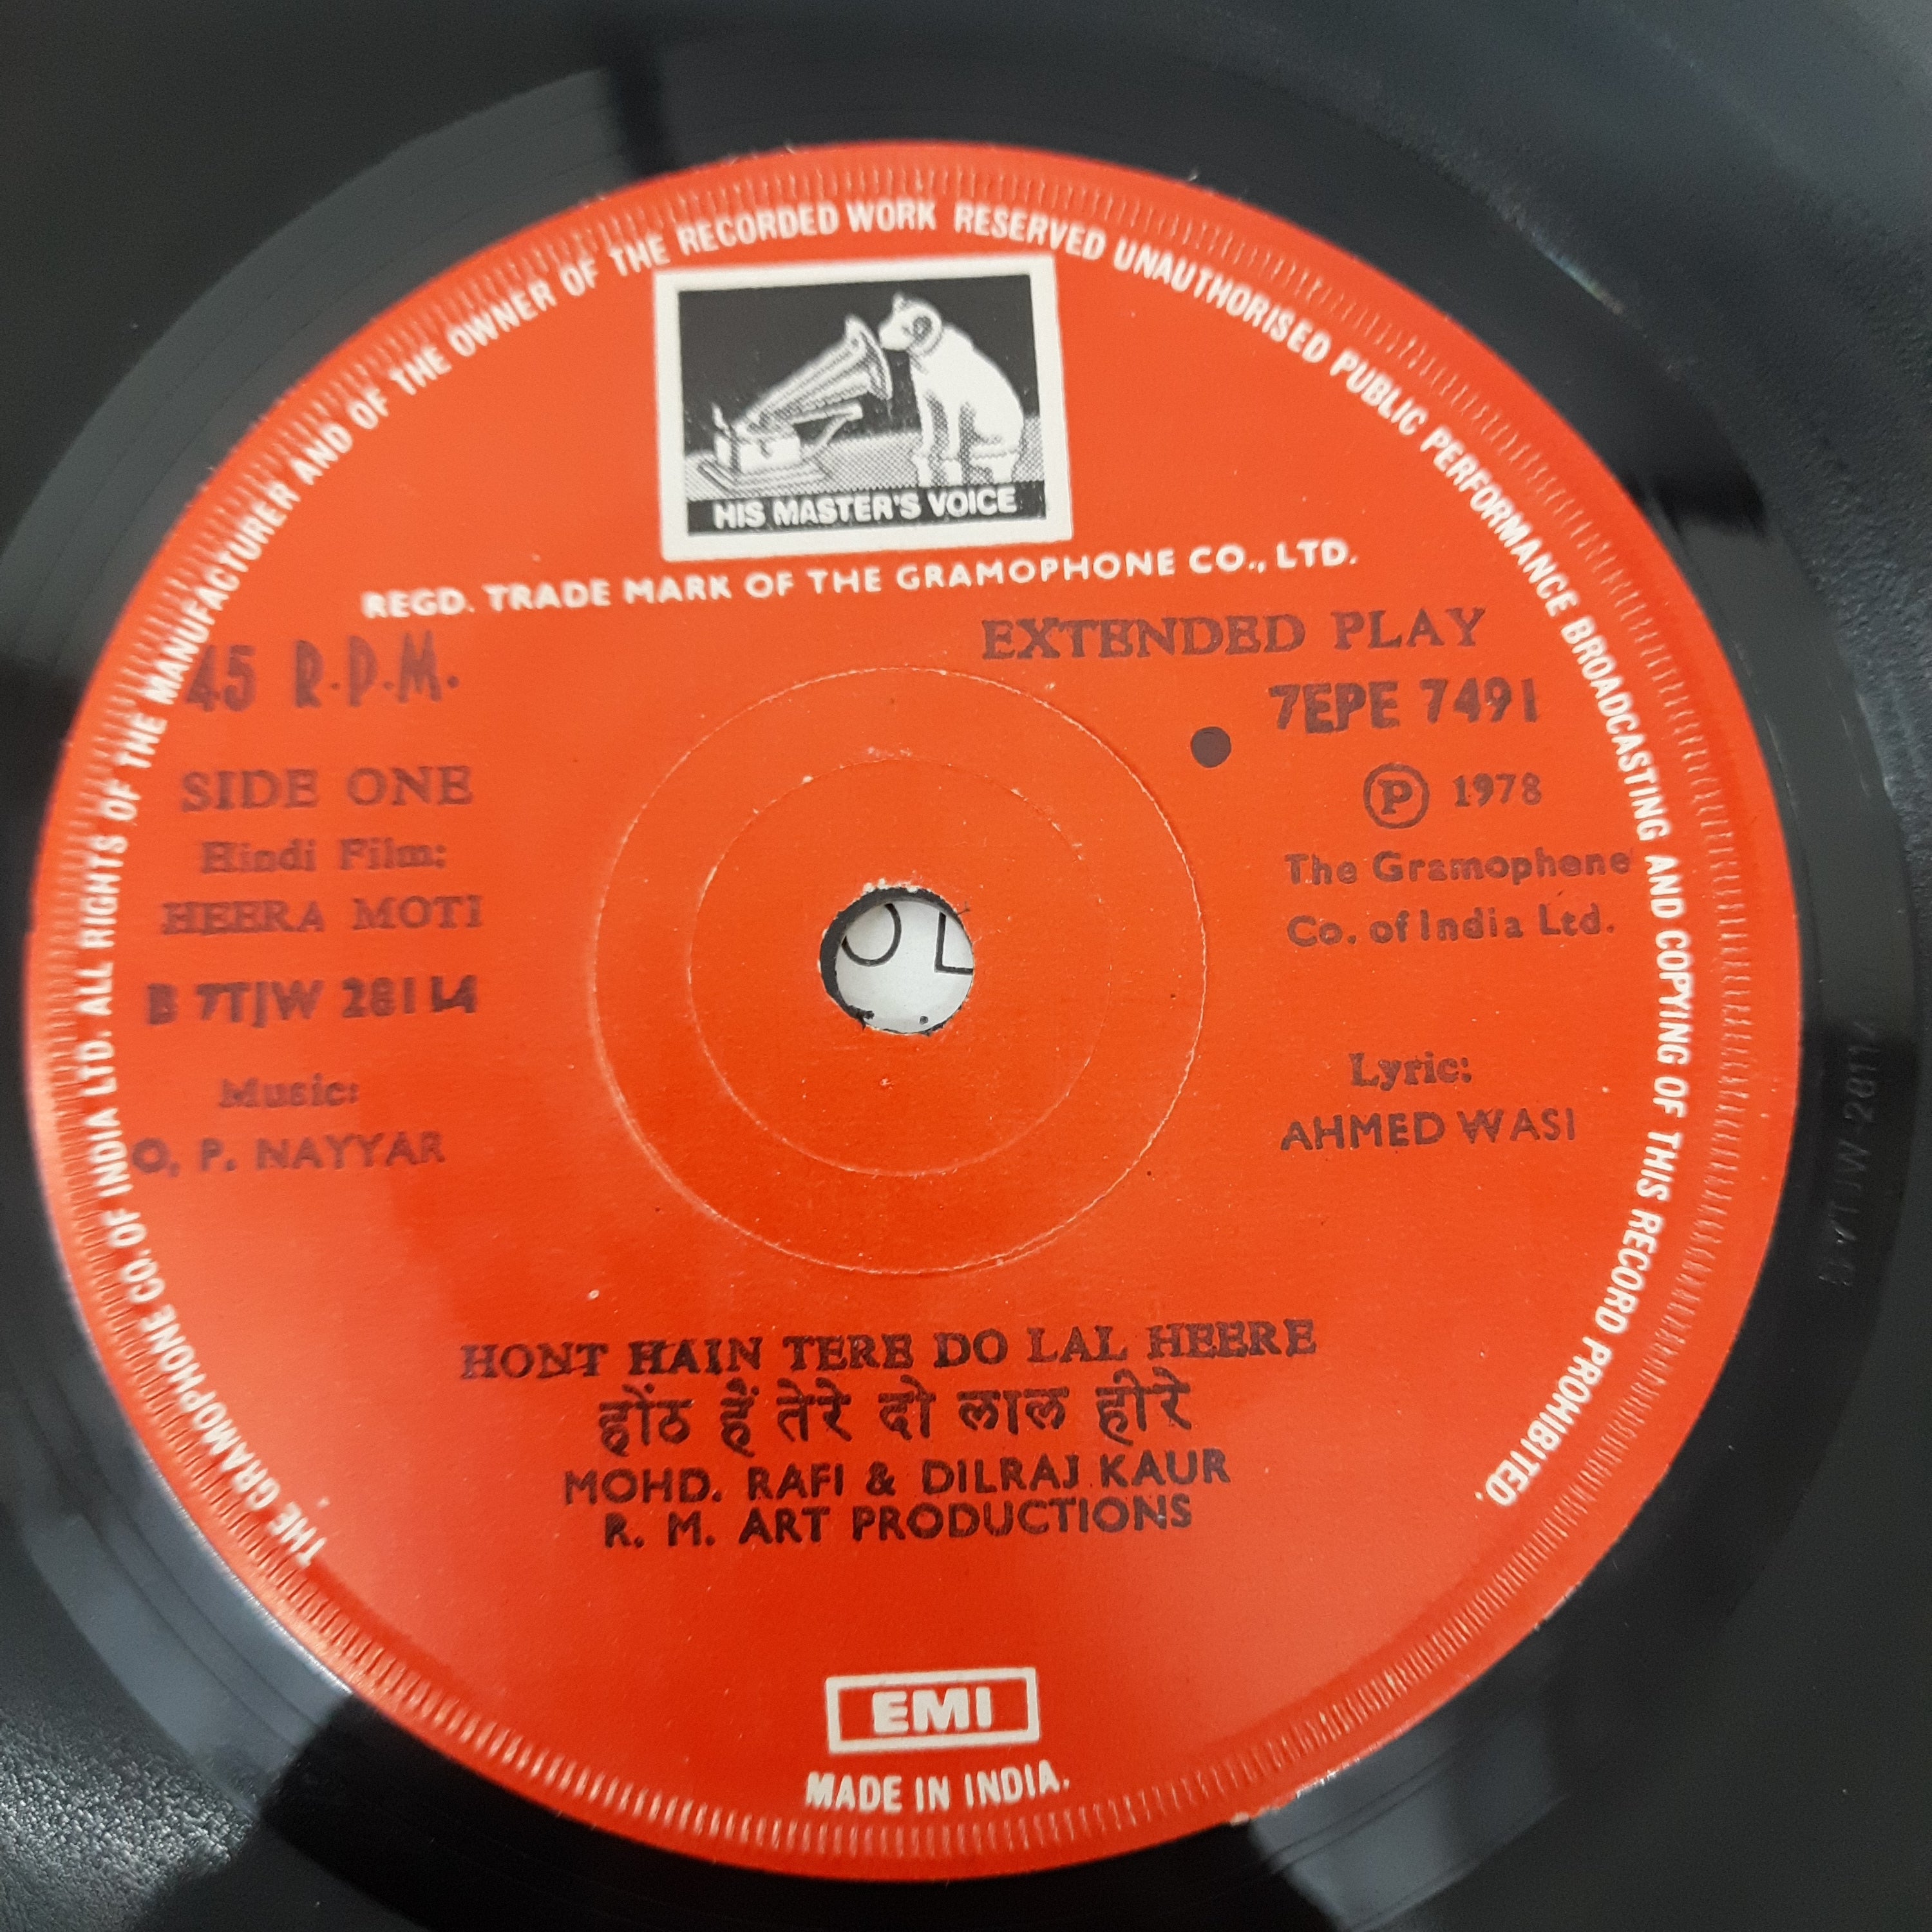 THE GRAMOPHONE CO. OF INDIA LTD. ALL RIGHTS OF THE MANUFACTURER AND OF THE OWNER OF THE RECORDED WORK RESERVED UNAUTHORISED PUBLIC PERFORMANCE BROADCASTING AND COPYING OF THIS RECORD PROHIBITED.
HIS MASTER'S VOICE
REGD. TRADE MARK OF THE GRAMOPHONE CO., LTD.
45 R.P.M.
EXTENDED PLAY
7EPE 7491
SIDE ONE
Ⓟ 1978
Hindi Film:
The Gramophone
HEERA MOTI
Co. of India Ltd.
B 7TJW 28114
Music:
Lyric:
O. P. NAYYAR
AHMED WASI
HONT HAIN TERE DO LAL HEERE
होंठ हैं तेरे दो लाल हीरे
MOHD. RAFI & DILRAJ KAUR
R. M. ART PRODUCTIONS
EMI
MADE IN INDIA.